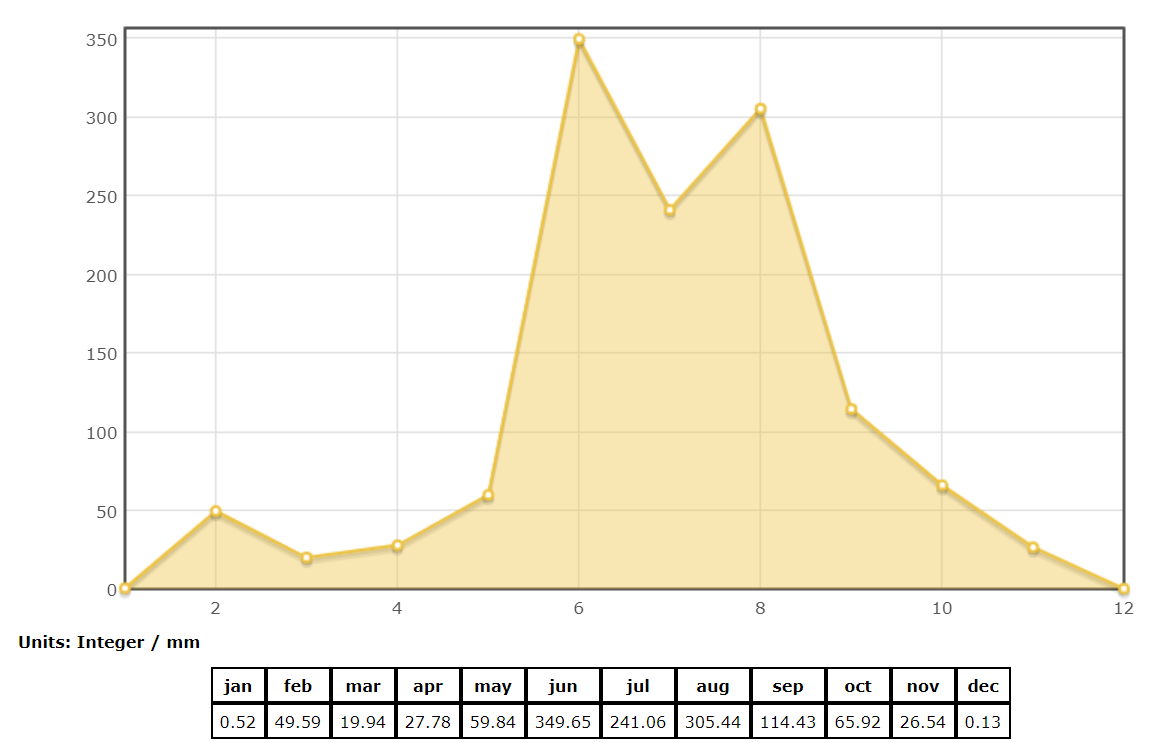 350
300
250
200
150
100
50
0
2 4 6 8 10 12
Units: Integer / mm
jan feb mar apr may jun jul aug sep oct nov dec
0.52 49.59 19.94 27.78 59.84 349.65 241.06 305.44 114.43 65.92 26.54 0.13